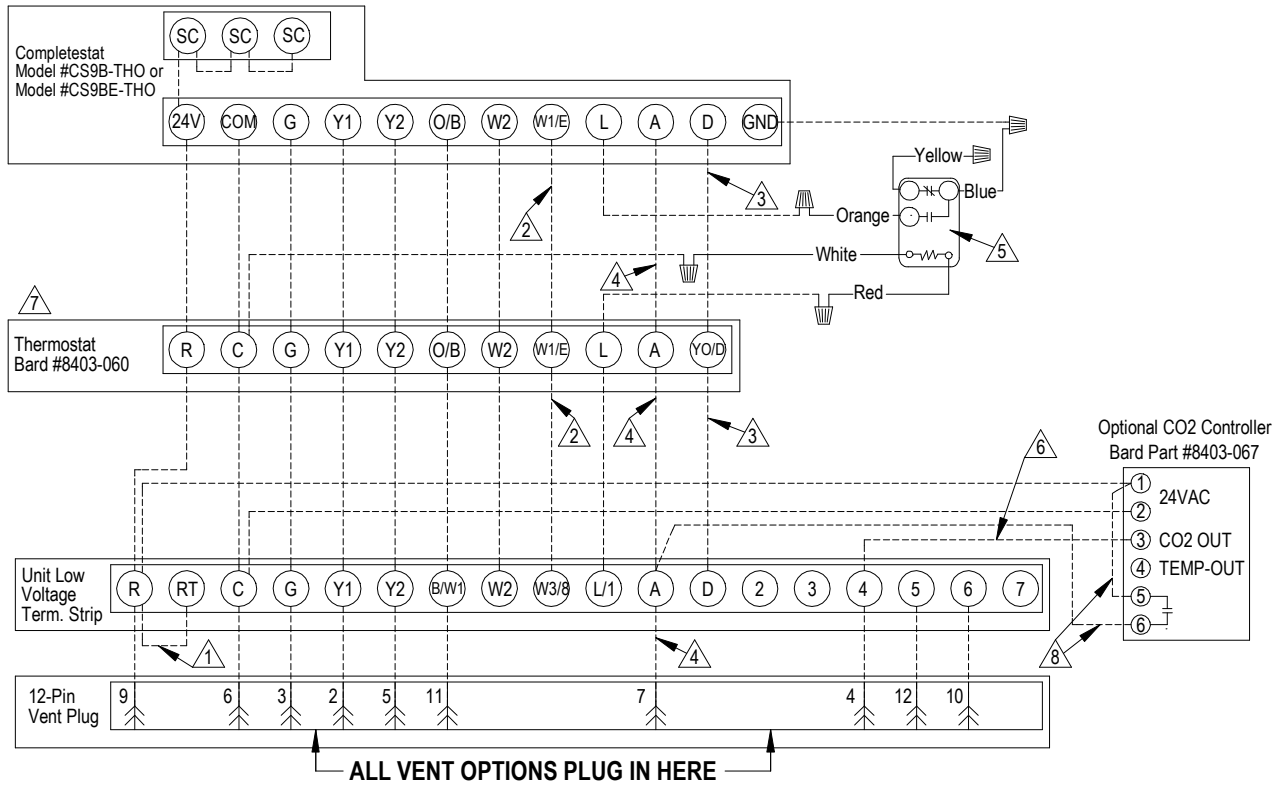 SC SC SC
Completestat
Model #CS9B-THO or
Model #CS9BE-THO
24V COM G Y1 Y2 O/B W2 W1/E L A D GND
Yellow
Blue
3
2
Orange
5
White
4
Red
7
Thermostat
Bard #8403-060
R C G Y1 Y2 O/B W2 W1/E L A YO/D
2 4 3
6
Optional CO2 Controller
Bard Part #8403-067
1
24VAC
2
3 CO2 OUT
4 TEMP-OUT
5
6
Unit Low
Voltage
Term. Strip
R RT C G Y1 Y2 B/W1 W2 W3/8 L/1 A D 2 3 4 5 6 7
1 4 8
12-Pin
Vent Plug
9 6 3 2 5 11 7 4 12 10
ALL VENT OPTIONS PLUG IN HERE